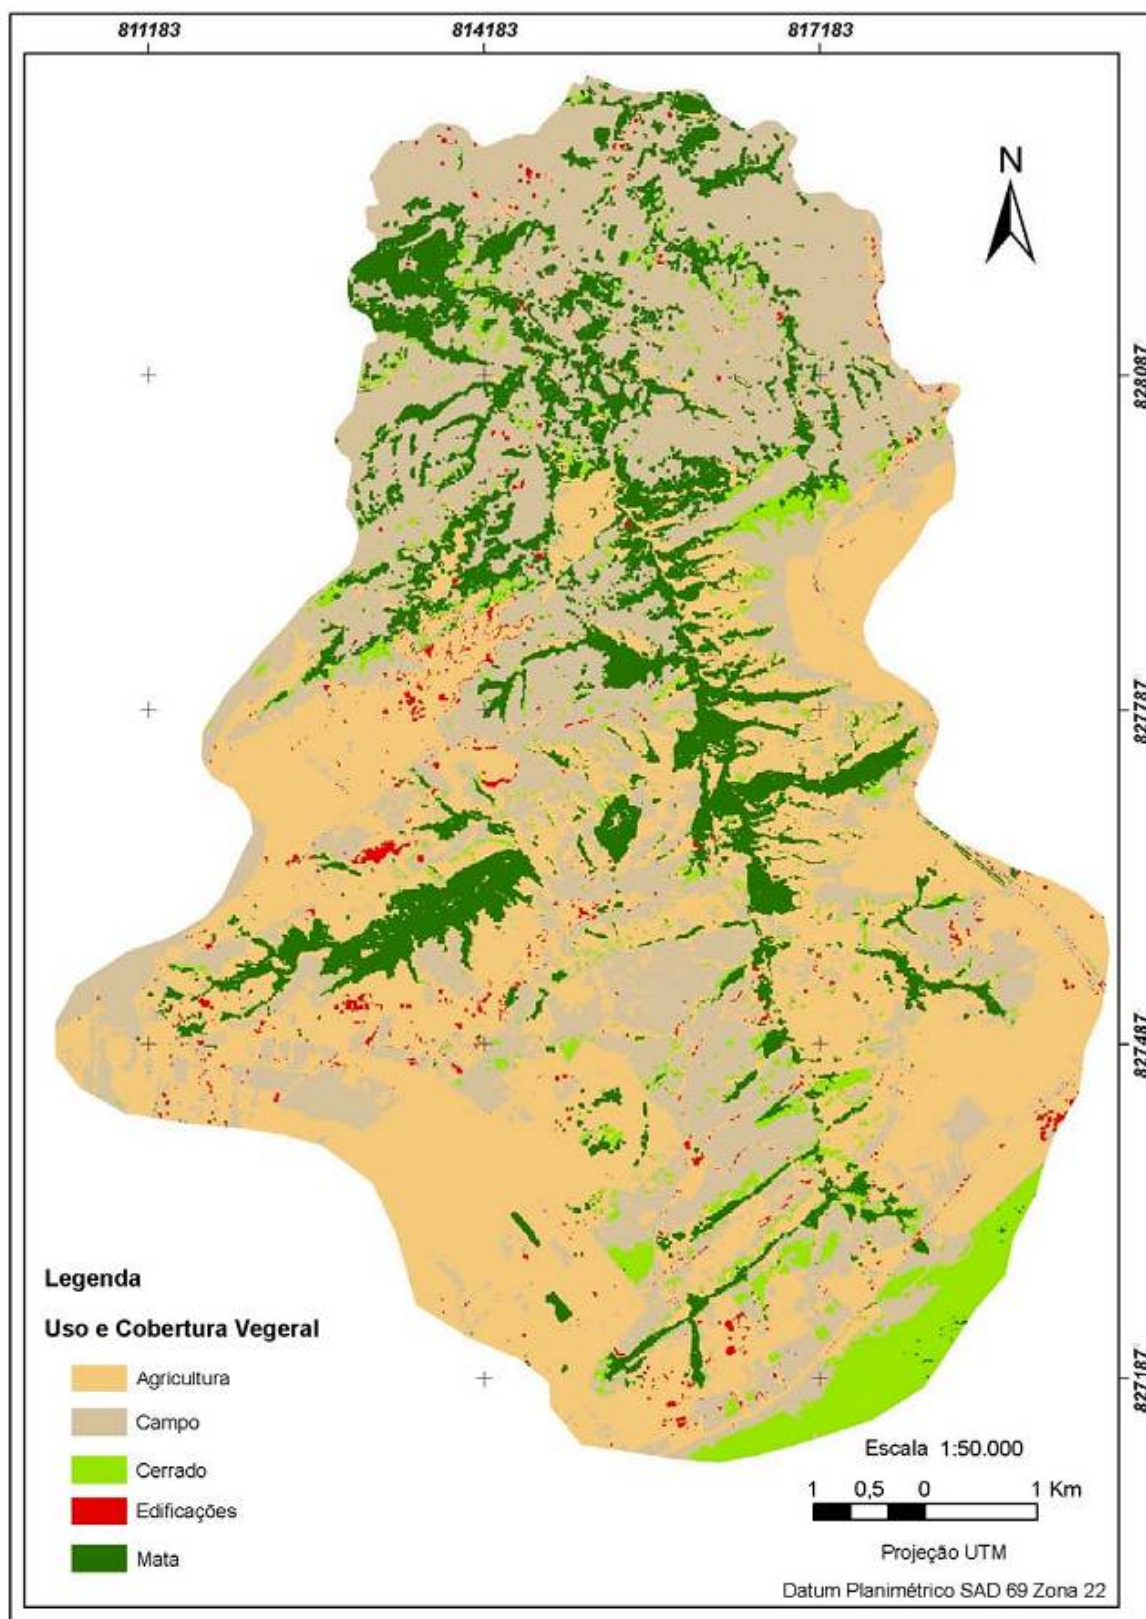 811183 814183 817183
N
828087
827787
827487
827187
Legenda
Uso e Cobertura Vegeral
Agricultura
Campo
Cerrado
Edificações
Mata
Escala 1:50.000
1 0,5 0 1 Km
Projeção UTM
Datum Planimétrico SAD 69 Zona 22